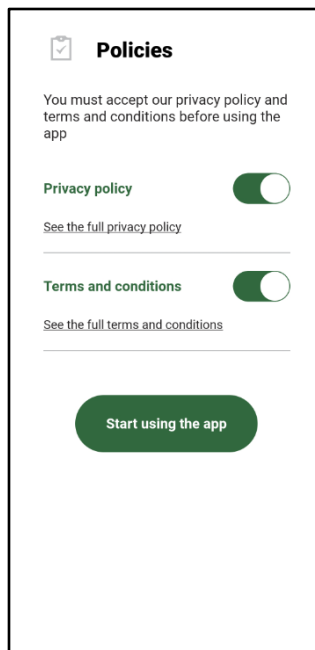 Policies
You must accept our privacy policy and
terms and conditions before using the
app
Privacy policy
See the full privacy policy
Terms and conditions
See the full terms and conditions
Start using the app